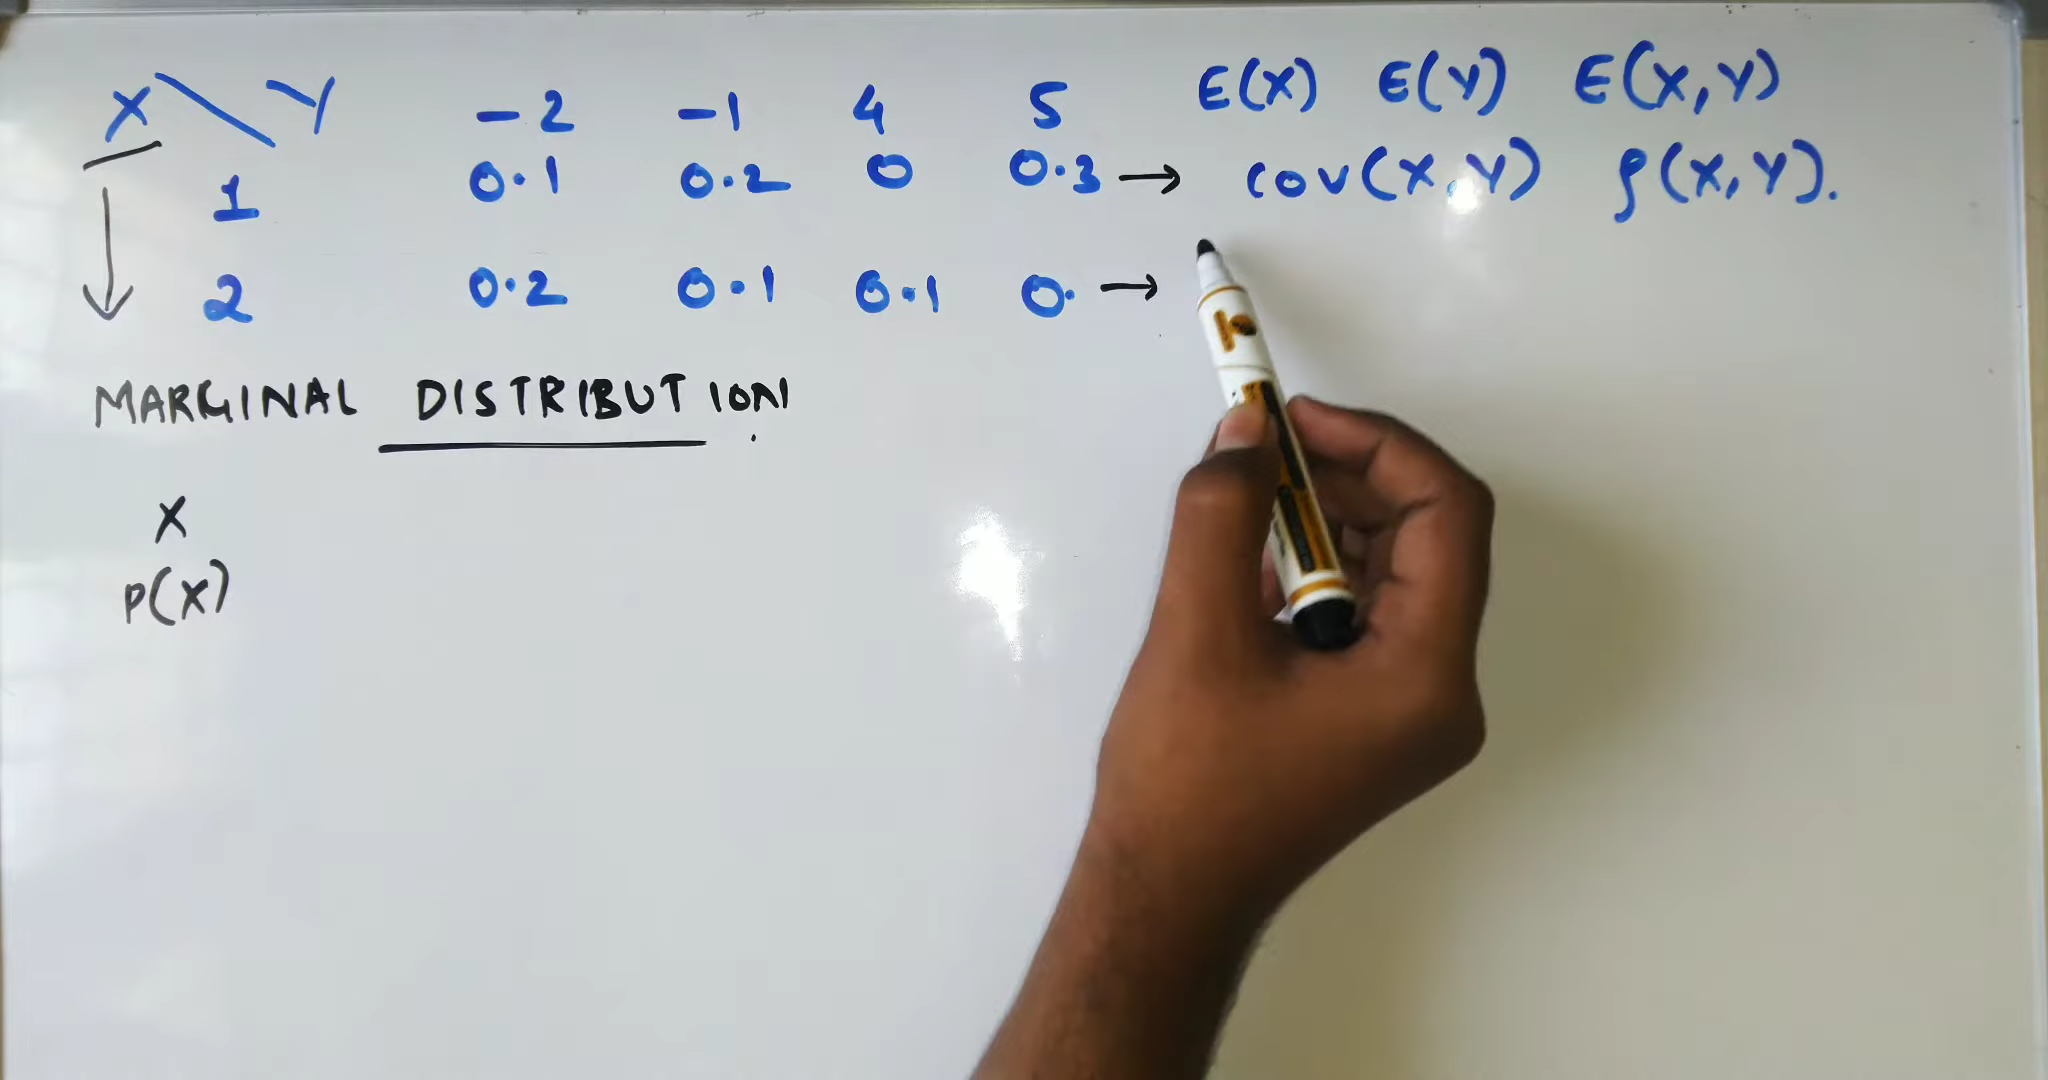 X Y -2 -1 4 5 E(X) E(Y) E(X,Y)
1 0.1 0.2 0 0.3 → cov(X,Y) ρ(X,Y).
2 0.2 0.1 0.1 0. →
MARGINAL DISTRIBUTION
X
P(X)